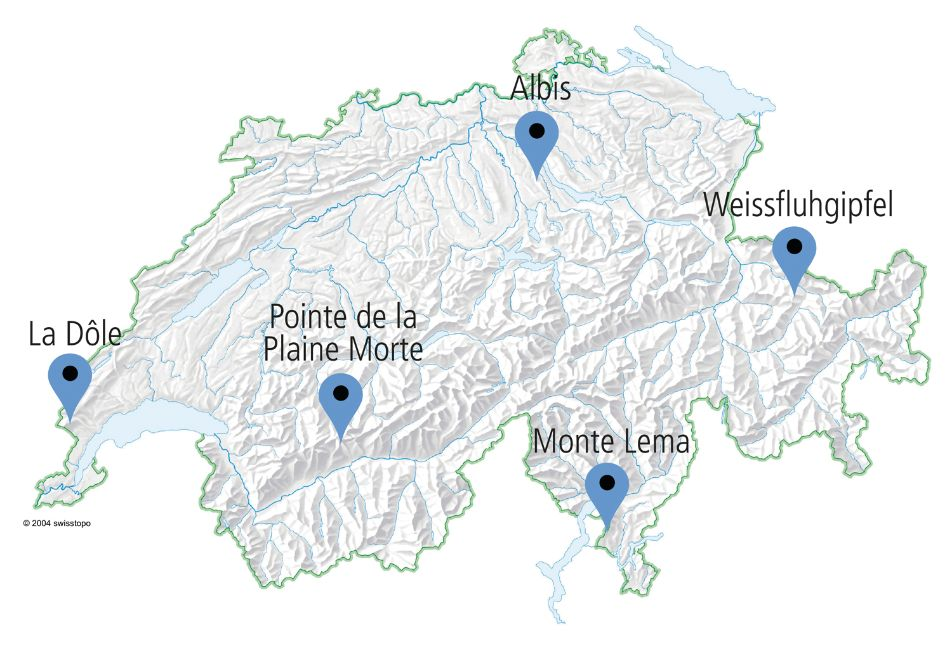 Albis
Weissfluhgipfel
La Dôle
Pointe de la
Plaine Morte
Monte Lema
© 2004 swisstopo